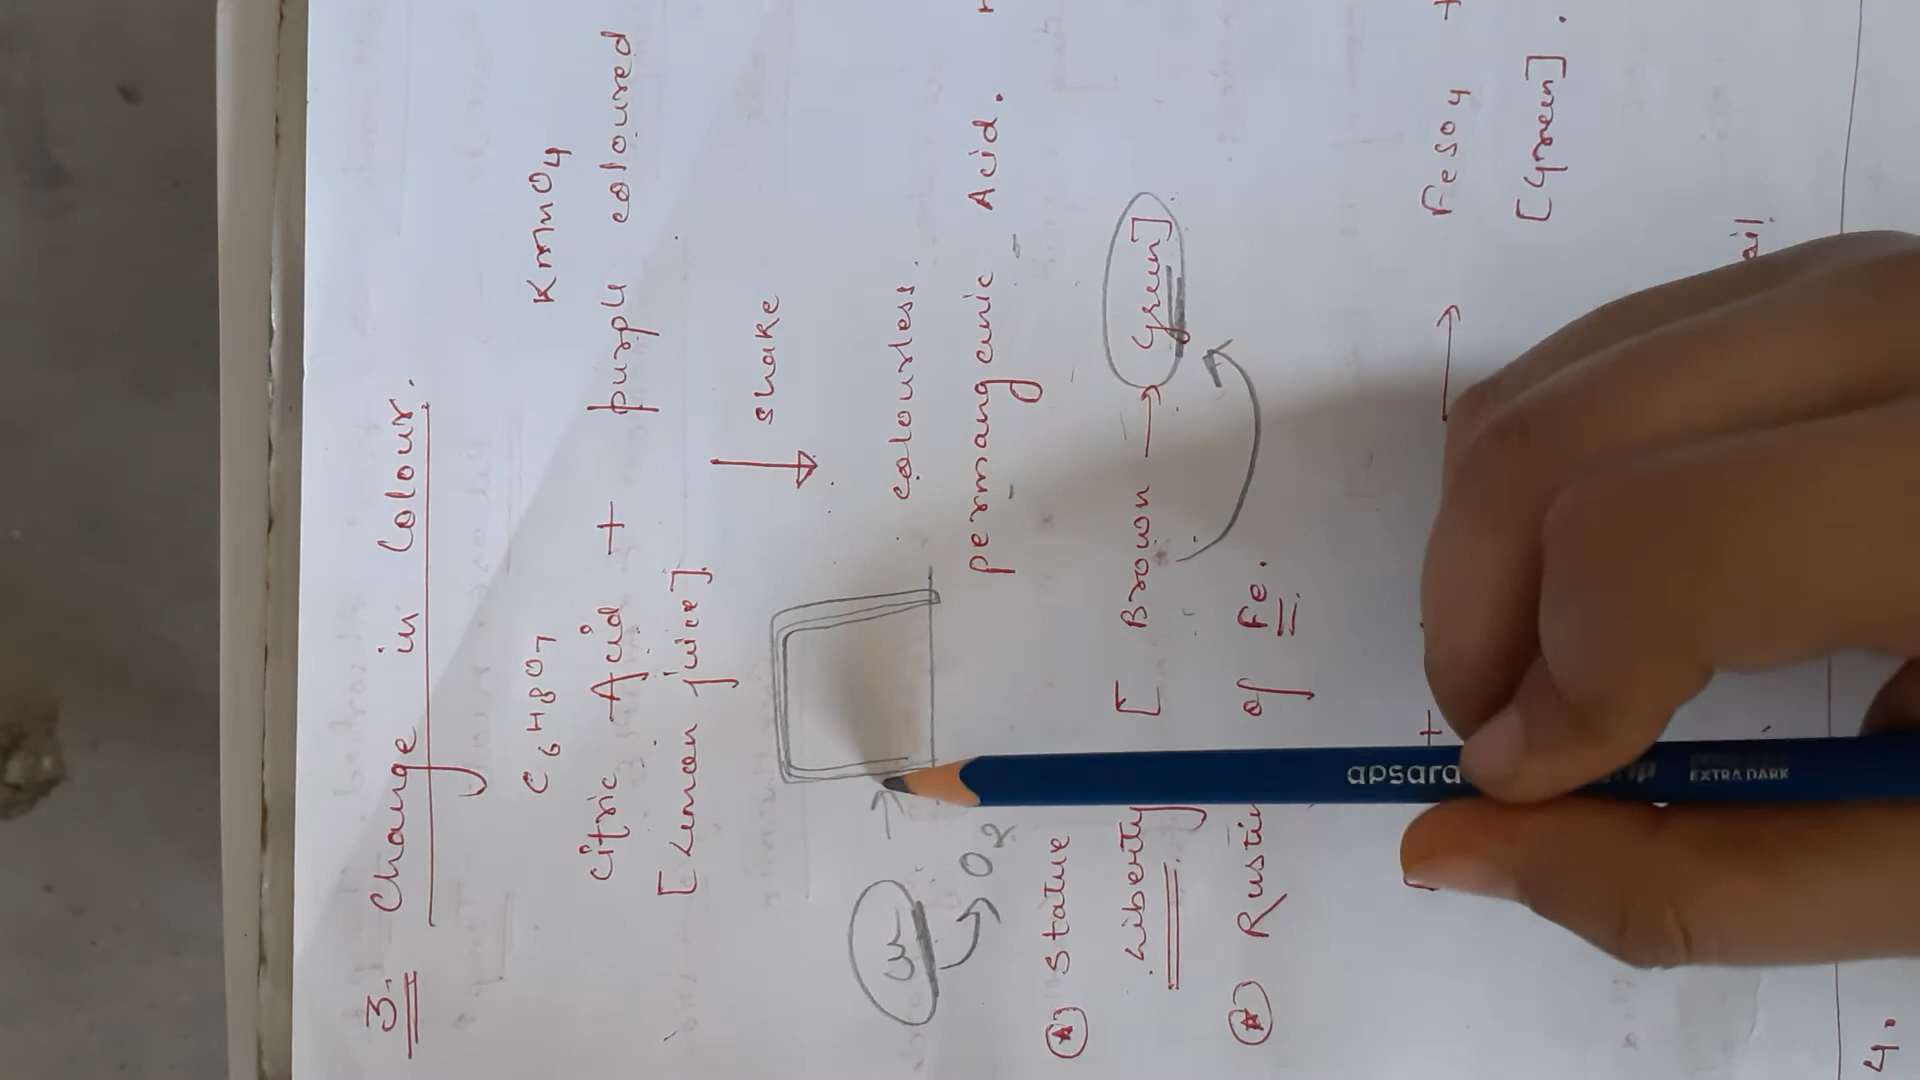 3. Change in Colour.
C6H8O7 KMnO4
Citric Acid + purple coloured
[Lemon juice]
shake
colourless.
Cu
O2
permanganic Acid.
Statue
Liberty [Brown → Green]
Rustin of Fe.
+ → FeSO4 +
[Green].
4.
apsara
EXTRA DARK